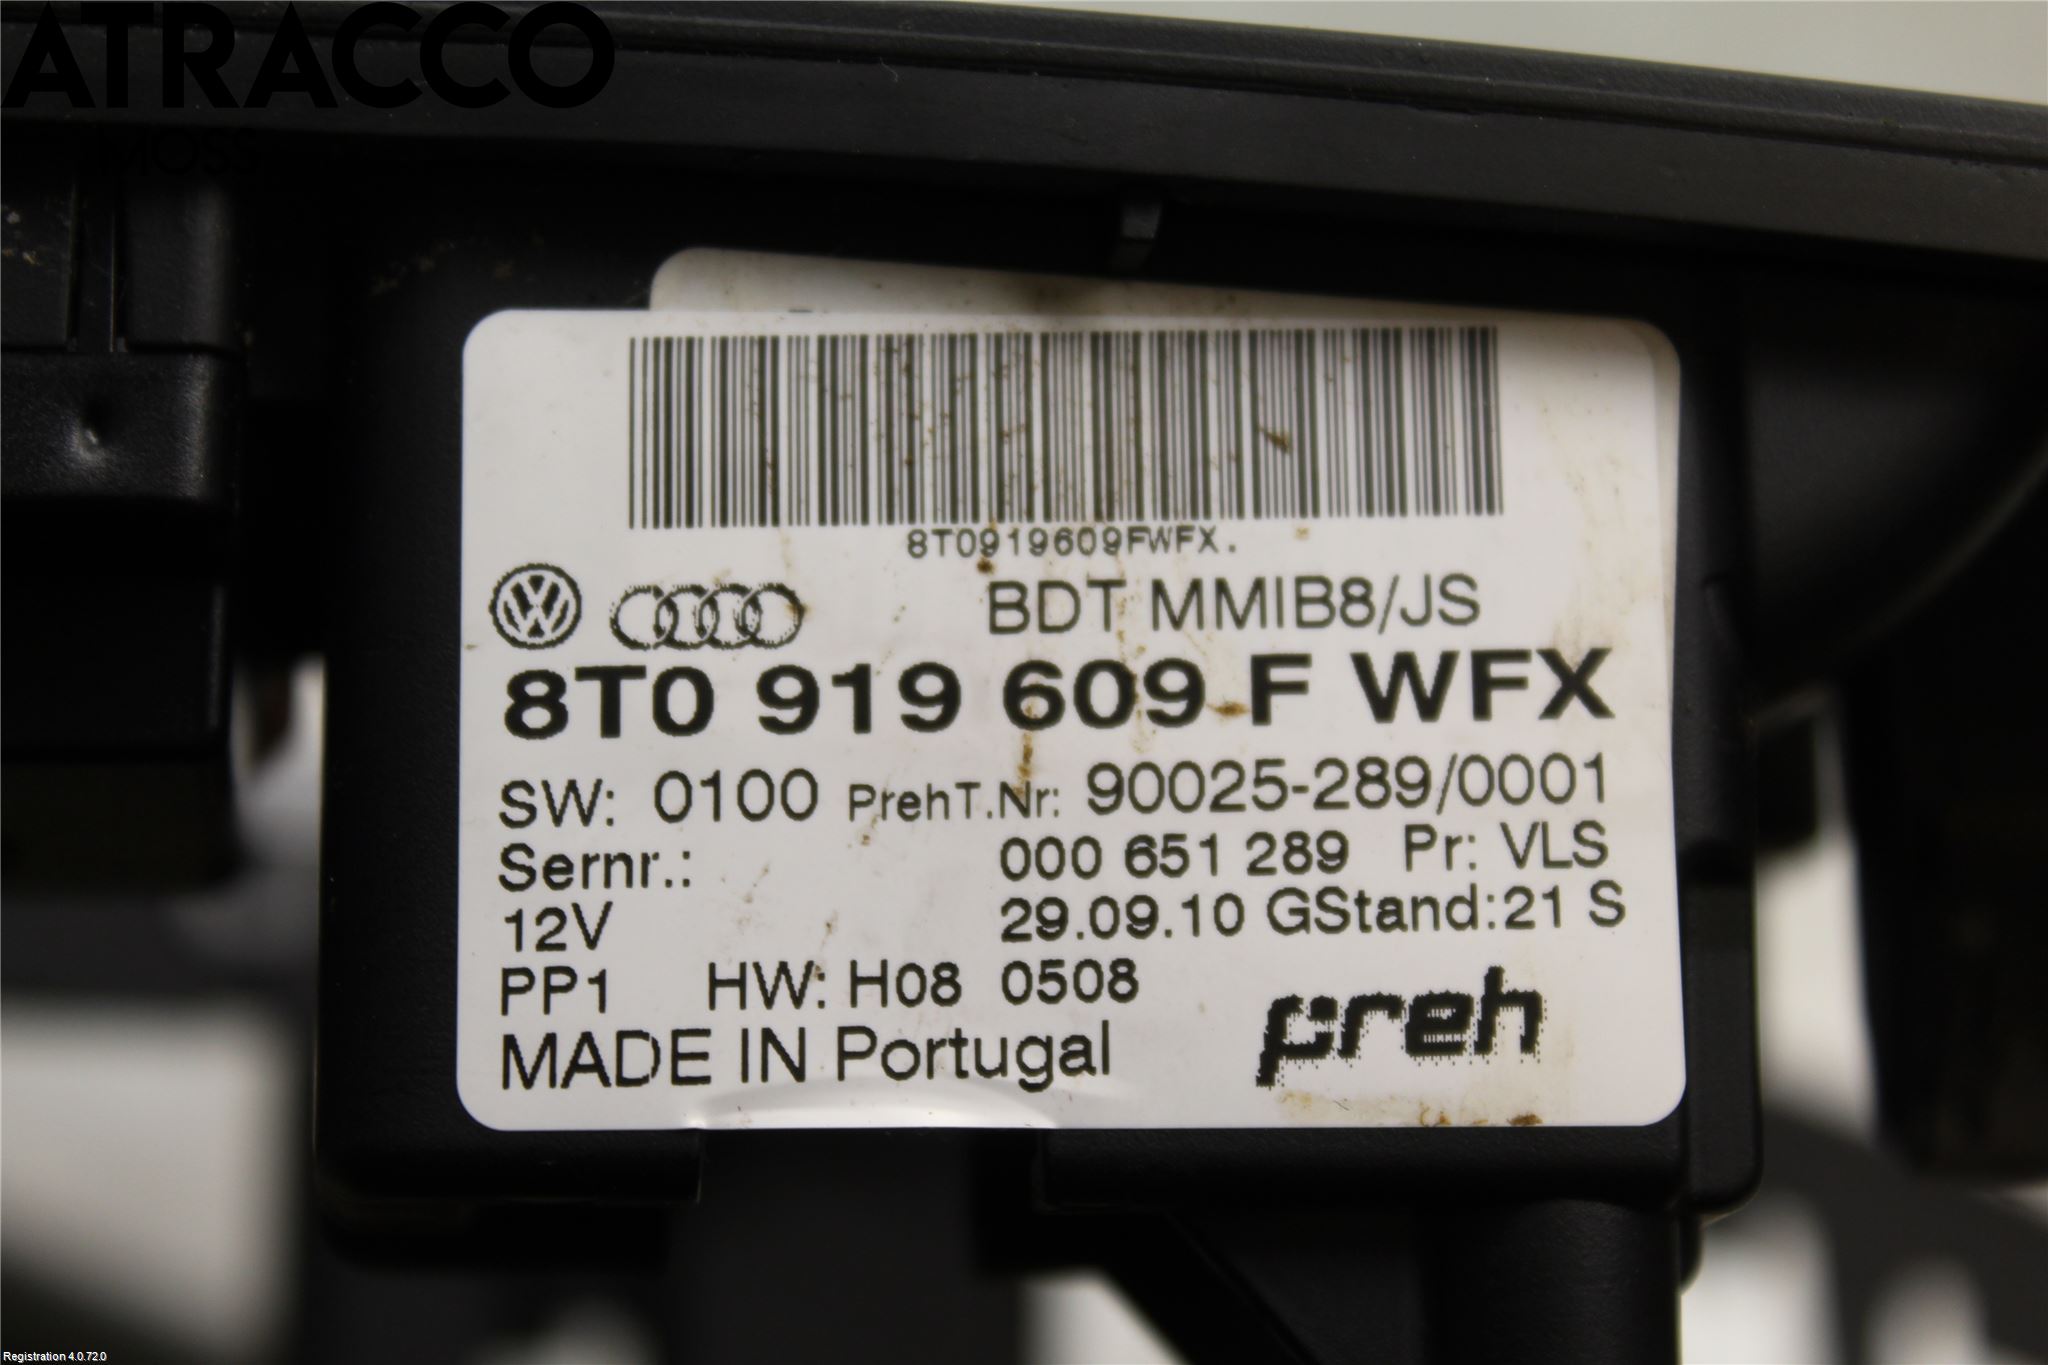 ATRACCO
MOSS
8T0919609FWFX.
BDT MMIB8/JS
8T0 919 609 F WFX
SW: 0100 PrehT.Nr: 90025-289/0001
Sernr.: 000 651 289 Pr: VLS
12V 29.09.10 GStand:21 S
PP1 HW: H08 0508
MADE IN Portugal preh
Registration 4.0.72.0